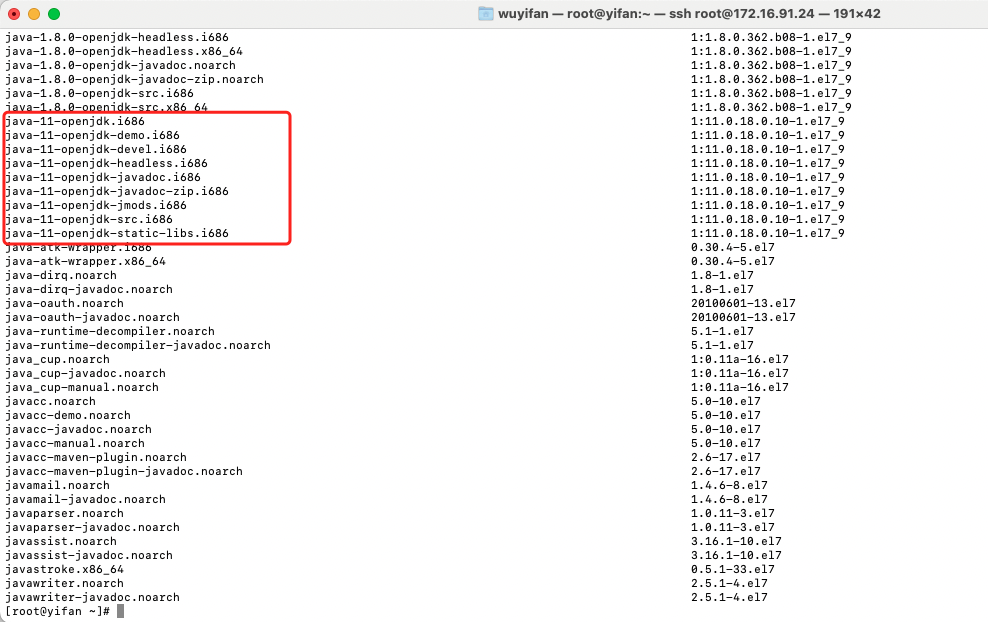 wuyifan — root@yifan:~ — ssh root@172.16.91.24 — 191×42
java-1.8.0-openjdk-headless.i686 1:1.8.0.362.b08-1.el7_9
java-1.8.0-openjdk-headless.x86_64 1:1.8.0.362.b08-1.el7_9
java-1.8.0-openjdk-javadoc.noarch 1:1.8.0.362.b08-1.el7_9
java-1.8.0-openjdk-javadoc-zip.noarch 1:1.8.0.362.b08-1.el7_9
java-1.8.0-openjdk-src.i686 1:1.8.0.362.b08-1.el7_9
java-1.8.0-openjdk-src.x86_64 1:1.8.0.362.b08-1.el7_9
java-11-openjdk.i686 1:11.0.18.0.10-1.el7_9
java-11-openjdk-demo.i686 1:11.0.18.0.10-1.el7_9
java-11-openjdk-devel.i686 1:11.0.18.0.10-1.el7_9
java-11-openjdk-headless.i686 1:11.0.18.0.10-1.el7_9
java-11-openjdk-javadoc.i686 1:11.0.18.0.10-1.el7_9
java-11-openjdk-javadoc-zip.i686 1:11.0.18.0.10-1.el7_9
java-11-openjdk-jmods.i686 1:11.0.18.0.10-1.el7_9
java-11-openjdk-src.i686 1:11.0.18.0.10-1.el7_9
java-11-openjdk-static-libs.i686 1:11.0.18.0.10-1.el7_9
java-atk-wrapper.i686 0.30.4-5.el7
java-atk-wrapper.x86_64 0.30.4-5.el7
java-dirq.noarch 1.8-1.el7
java-dirq-javadoc.noarch 1.8-1.el7
java-oauth.noarch 20100601-13.el7
java-oauth-javadoc.noarch 20100601-13.el7
java-runtime-decompiler.noarch 5.1-1.el7
java-runtime-decompiler-javadoc.noarch 5.1-1.el7
java_cup.noarch 1:0.11a-16.el7
java_cup-javadoc.noarch 1:0.11a-16.el7
java_cup-manual.noarch 1:0.11a-16.el7
javacc.noarch 5.0-10.el7
javacc-demo.noarch 5.0-10.el7
javacc-javadoc.noarch 5.0-10.el7
javacc-manual.noarch 5.0-10.el7
javacc-maven-plugin.noarch 2.6-17.el7
javacc-maven-plugin-javadoc.noarch 2.6-17.el7
javamail.noarch 1.4.6-8.el7
javamail-javadoc.noarch 1.4.6-8.el7
javaparser.noarch 1.0.11-3.el7
javaparser-javadoc.noarch 1.0.11-3.el7
javassist.noarch 3.16.1-10.el7
javassist-javadoc.noarch 3.16.1-10.el7
javastroke.x86_64 0.5.1-33.el7
javawriter.noarch 2.5.1-4.el7
javawriter-javadoc.noarch 2.5.1-4.el7
[root@yifan ~]#